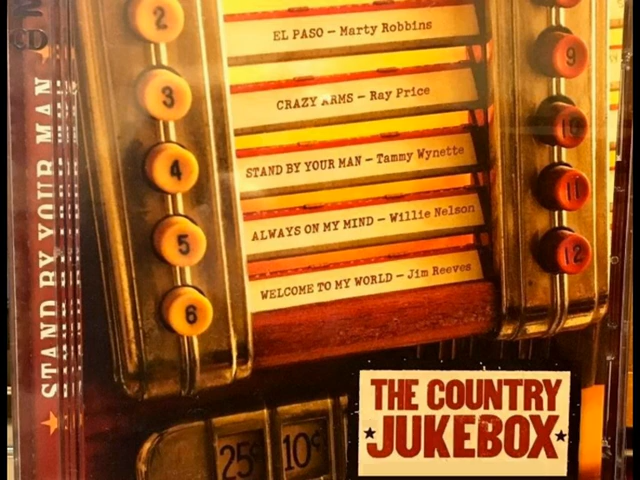 2
CD
EL PASO – Marty Robbins
9
CRAZY ARMS – Ray Price
3
10
STAND BY YOUR MAN – Tammy Wynette
4
11
ALWAYS ON MY MIND – Willie Nelson
5
12
WELCOME TO MY WORLD – Jim Reeves
6
STAND BY YOUR MAN
THE COUNTRY
JUKEBOX
25¢
10¢